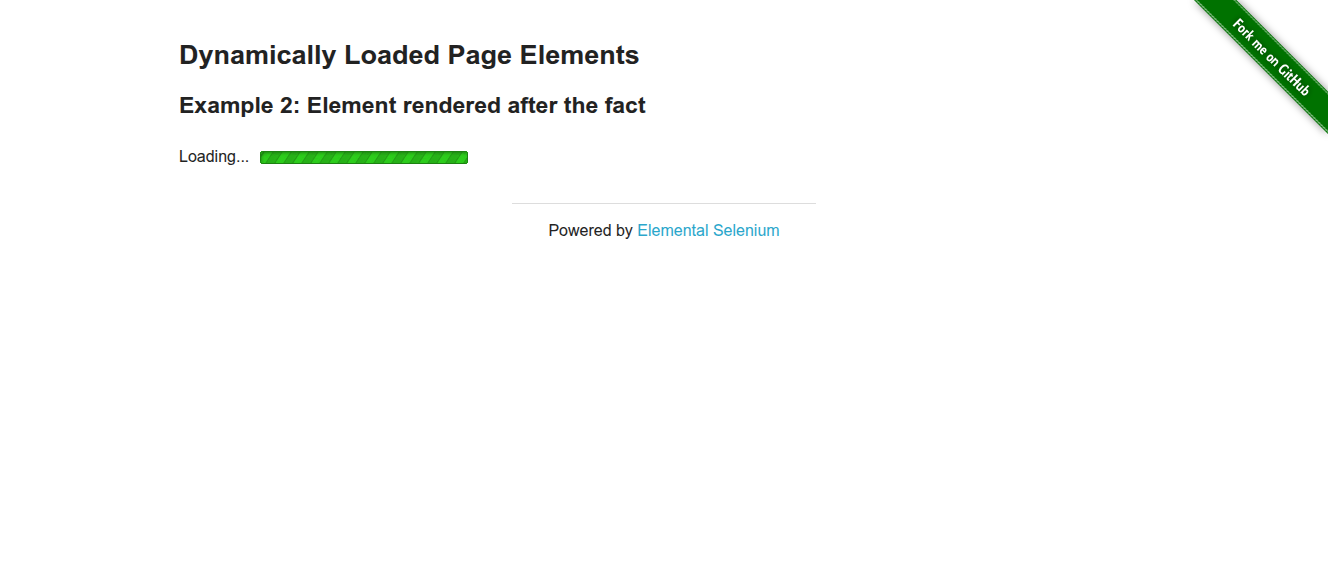 Fork me on GitHub
Dynamically Loaded Page Elements
Example 2: Element rendered after the fact
Loading...
Powered by Elemental Selenium